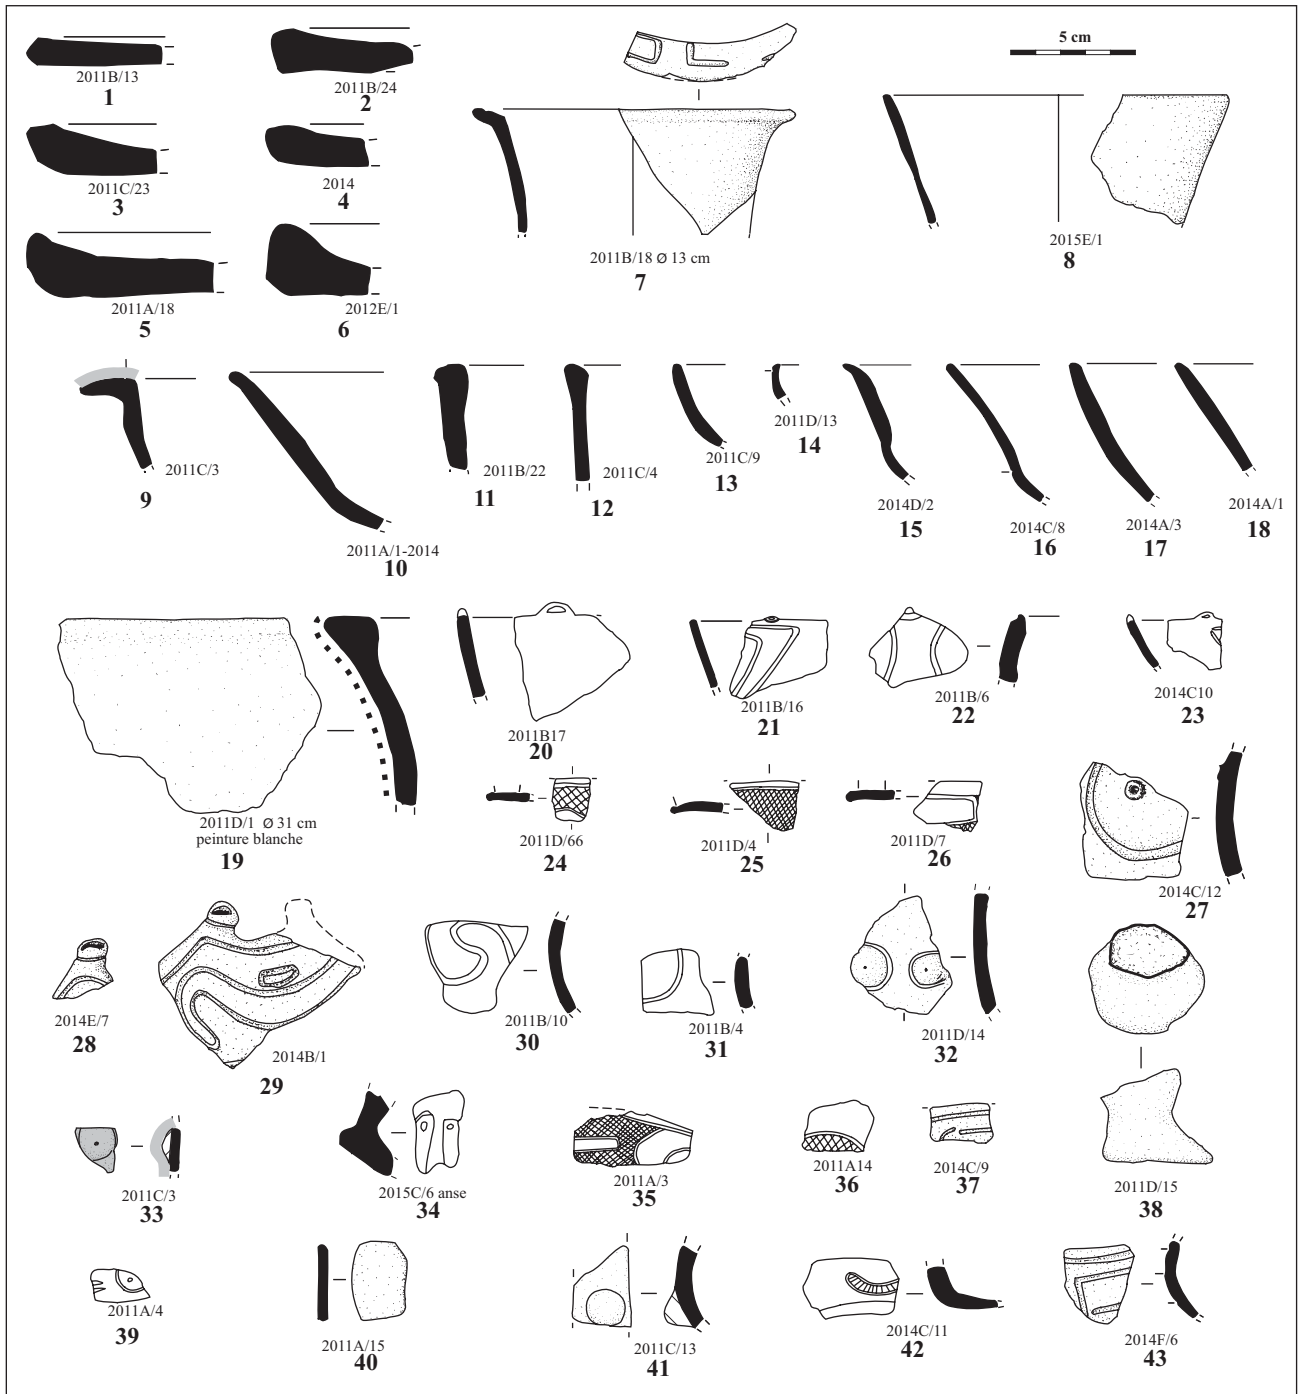 5 cm
2011B/13
1
2011B/24
2
2011C/23
3
2014
4
2011A/18
5
2012E/1
6
2011B/18 Ø 13 cm
7
2015E/1
8
2011C/3
9
2011A/1-2014
10
2011B/22
11
2011C/4
12
2011C/9
13
2011D/13
14
2014D/2
15
2014C/8
16
2014A/3
17
2014A/1
18
2011D/1 Ø 31 cm
peinture blanche
19
2011B17
20
2011B/16
21
2011B/6
22
2014C10
23
2011D/66
24
2011D/4
25
2011D/7
26
2014C/12
27
2014E/7
28
2014B/1
29
2011B/10
30
2011B/4
31
2011D/14
32
2011C/3
33
2015C/6 anse
34
2011A/3
35
2011A14
36
2014C/9
37
2011D/15
38
2011A/4
39
2011A/15
40
2011C/13
41
2014C/11
42
2014F/6
43